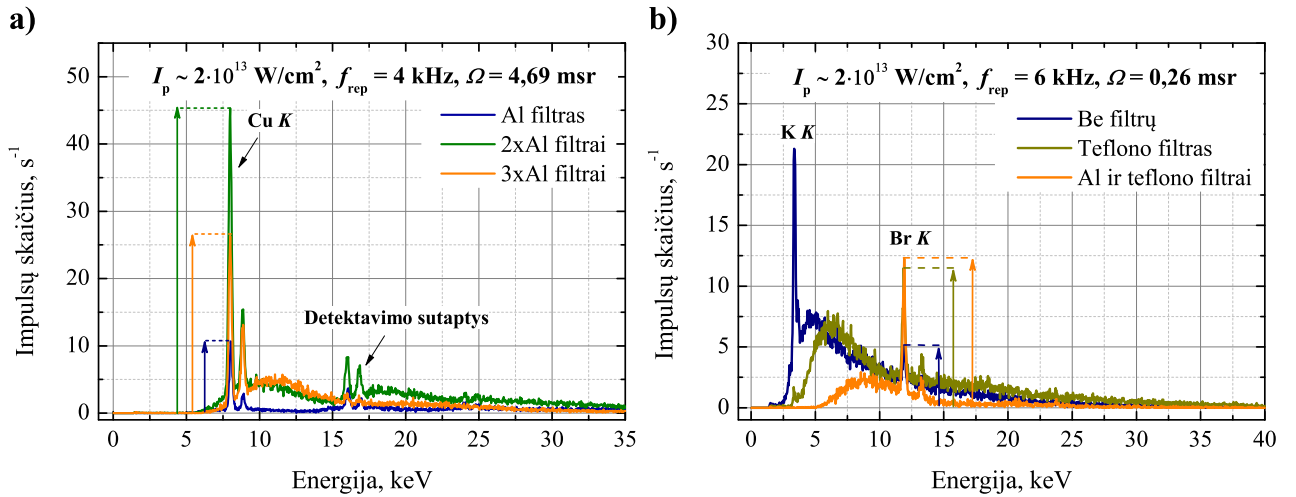 a)
I_p ~ 2·10^13 W/cm^2, f_rep = 4 kHz, Ω = 4,69 msr
Cu K
Al filtras
2xAl filtrai
3xAl filtrai
Detektavimo sutaptys
Impulsų skaičius, s^-1
50
40
30
20
10
0
0 5 10 15 20 25 30 35
Energija, keV
b)
I_p ~ 2·10^13 W/cm^2, f_rep = 6 kHz, Ω = 0,26 msr
K K
Be filtrų
Teflono filtras
Al ir teflono filtrai
Br K
Impulsų skaičius, s^-1
30
25
20
15
10
5
0
0 5 10 15 20 25 30 35 40
Energija, keV